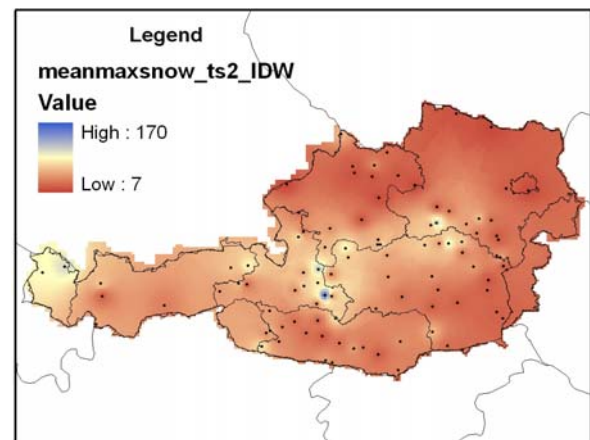 Legend
meanmaxsnow_ts2_IDW
Value
High : 170
Low : 7